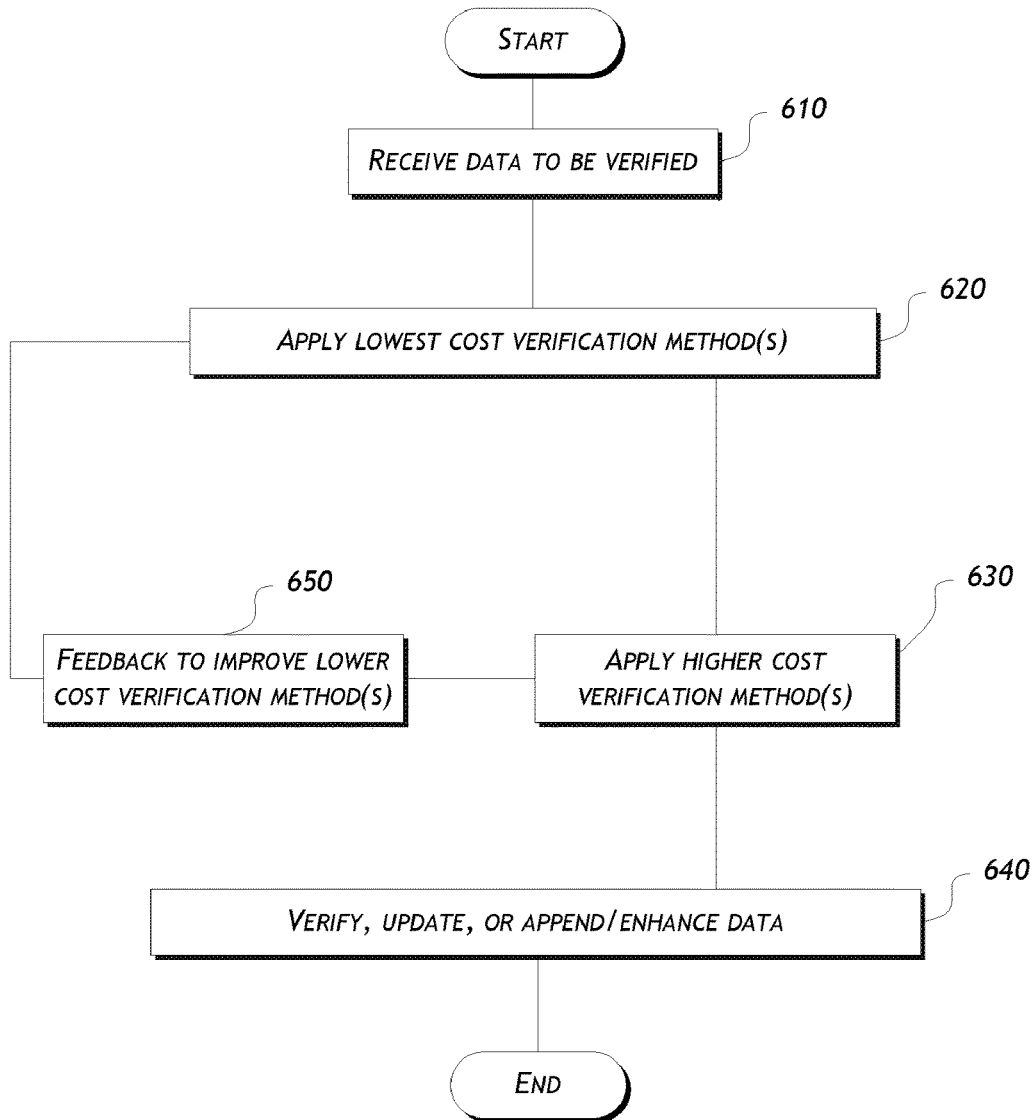 START
610
RECEIVE DATA TO BE VERIFIED
620
APPLY LOWEST COST VERIFICATION METHOD(S)
650
FEEDBACK TO IMPROVE LOWER
COST VERIFICATION METHOD(S)
630
APPLY HIGHER COST
VERIFICATION METHOD(S)
640
VERIFY, UPDATE, OR APPEND/ENHANCE DATA
END